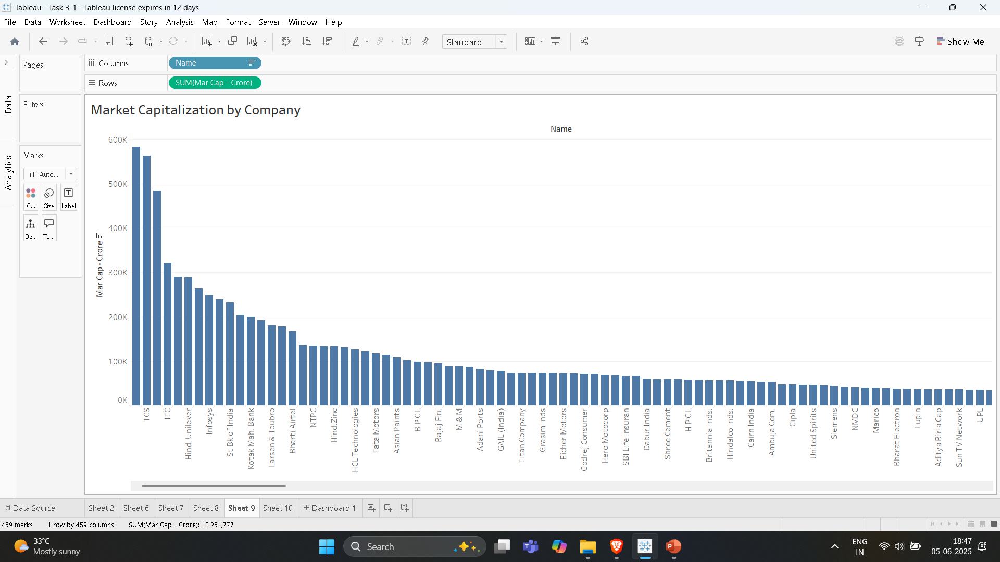 Tableau - Task 3-1 - Tableau license expires in 12 days
File Data Worksheet Dashboard Story Analysis Map Format Server Window Help
Standard
Show Me
Pages
Columns
Name
Rows
SUM(Mar Cap - Crore)
Data
Analytics
Filters
Marks
Auto...
C...
Size
Label
De...
To...
Market Capitalization by Company
Name
Mar Cap - Crore
600K
500K
400K
300K
200K
100K
0K
TCS
ITC
Hind. Unilever
Infosys
St Bk of India
Kotak Mah. Bank
Larsen & Toubro
Bharti Airtel
NTPC
Hind.Zinc
HCL Technologies
Tata Motors
Asian Paints
B P C L
Bajaj Fin.
M & M
Adani Ports
GAIL (India)
Titan Company
Grasim Inds
Eicher Motors
Godrej Consumer
Hero Motocorp
SBI Life Insuran
Dabur India
Shree Cement
H P C L
Britannia Inds.
Hindalco Inds.
Cairn India
Ambuja Cem.
Cipla
United Spirits
Siemens
NMDC
Marico
Bharat Electron
Lupin
Aditya Birla Cap
Sun TV Network
UPL
Data Source
Sheet 2
Sheet 6
Sheet 7
Sheet 8
Sheet 9
Sheet 10
Dashboard 1
459 marks
1 row by 459 columns
SUM(Mar Cap - Crore): 13,251,777
33°C
Mostly sunny
Search
ENG
IN
18:47
05-06-2025